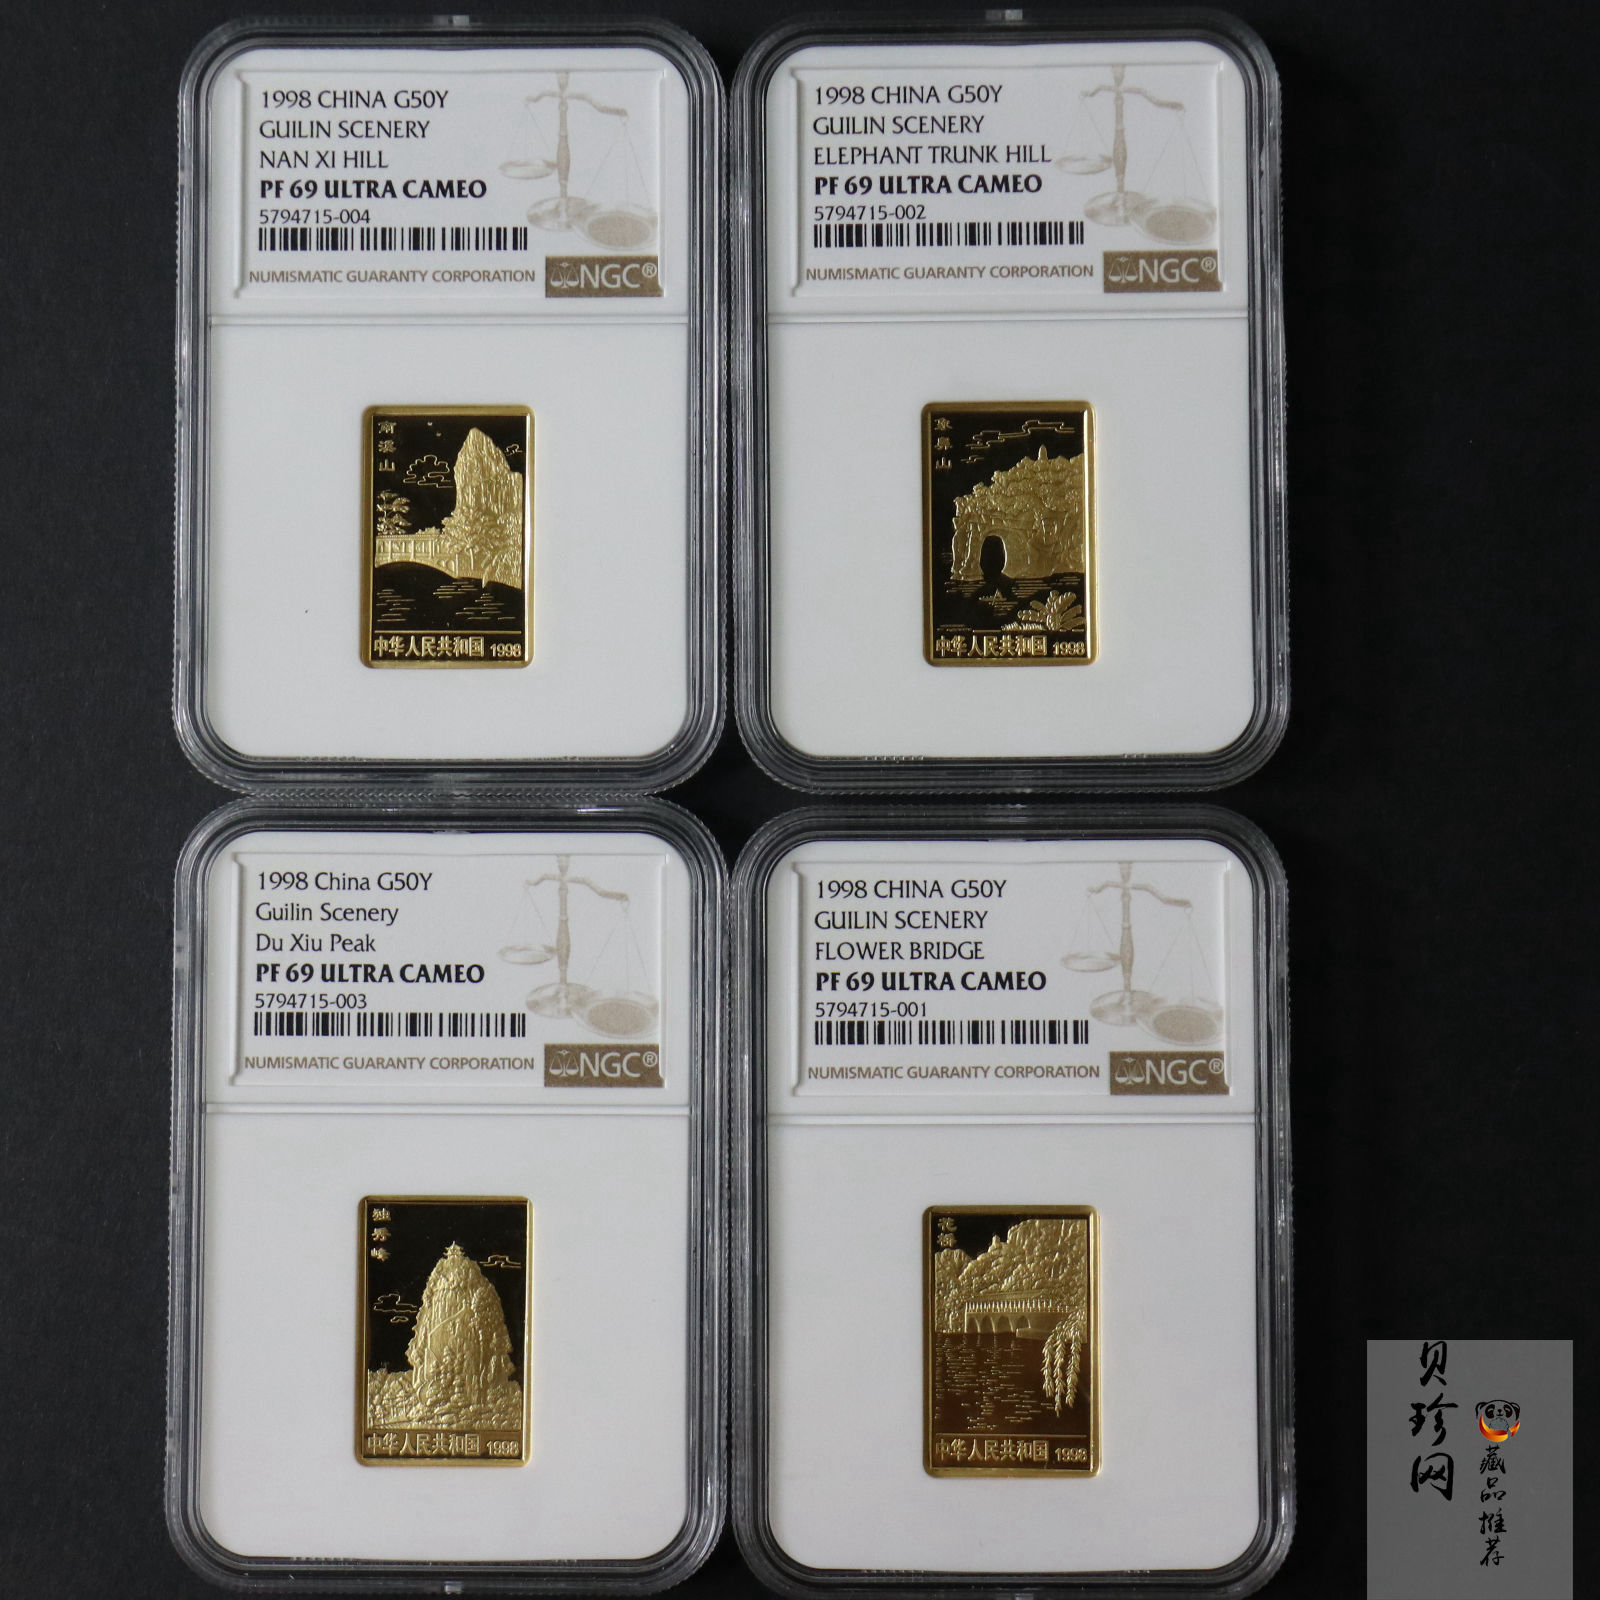 1998 CHINA G50Y
GUILIN SCENERY
NAN XI HILL
PF 69 ULTRA CAMEO
5794715-004
NUMISMATIC GUARANTY CORPORATION
NGC®
南溪山
中华人民共和国 1998
1998 CHINA G50Y
GUILIN SCENERY
ELEPHANT TRUNK HILL
PF 69 ULTRA CAMEO
5794715-002
NUMISMATIC GUARANTY CORPORATION
NGC®
象鼻山
中华人民共和国 1998
1998 China G50Y
Guilin Scenery
Du Xiu Peak
PF 69 ULTRA CAMEO
5794715-003
NUMISMATIC GUARANTY CORPORATION
NGC®
独秀峰
中华人民共和国 1998
1998 CHINA G50Y
GUILIN SCENERY
FLOWER BRIDGE
PF 69 ULTRA CAMEO
5794715-001
NUMISMATIC GUARANTY CORPORATION
NGC®
花桥
中华人民共和国 1998
贝珍网
藏品推荐